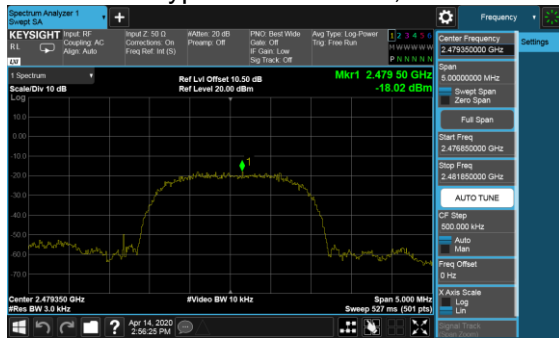 Spectrum Analyzer 1
Swept SA
+
Frequency
KEYSIGHT
RL
LXI
Input: RF
Coupling: AC
Align: Auto
Input Z: 50 Ω
Corrections: On
Freq Ref: Int (S)
#Atten: 20 dB
Preamp: Off
PNO: Best Wide
Gate: Off
IF Gain: Low
Sig Track: Off
Avg Type: Log-Power
Trig: Free Run
1 2 3 4 5 6
M W W W W W
P N N N N N
1 Spectrum
Scale/Div 10 dB
Log
Ref Lvl Offset 10.50 dB
Ref Level 20.00 dBm
Mkr1 2.479 50 GHz
-18.02 dBm
10.0
0.00
-10.0
-20.0
-30.0
-40.0
-50.0
-60.0
-70.0
1
Center 2.479350 GHz
#Res BW 3.0 kHz
#Video BW 10 kHz
Span 5.000 MHz
Sweep 527 ms (501 pts)
Apr 14, 2020
2:56:25 PM
?
Center Frequency
2.479350000 GHz
Span
5.00000000 MHz
Swept Span
Zero Span
Full Span
Start Freq
2.476850000 GHz
Stop Freq
2.481850000 GHz
AUTO TUNE
CF Step
500.000 kHz
Auto
Man
Freq Offset
0 Hz
X Axis Scale
Log
Lin
Signal Track
Settings